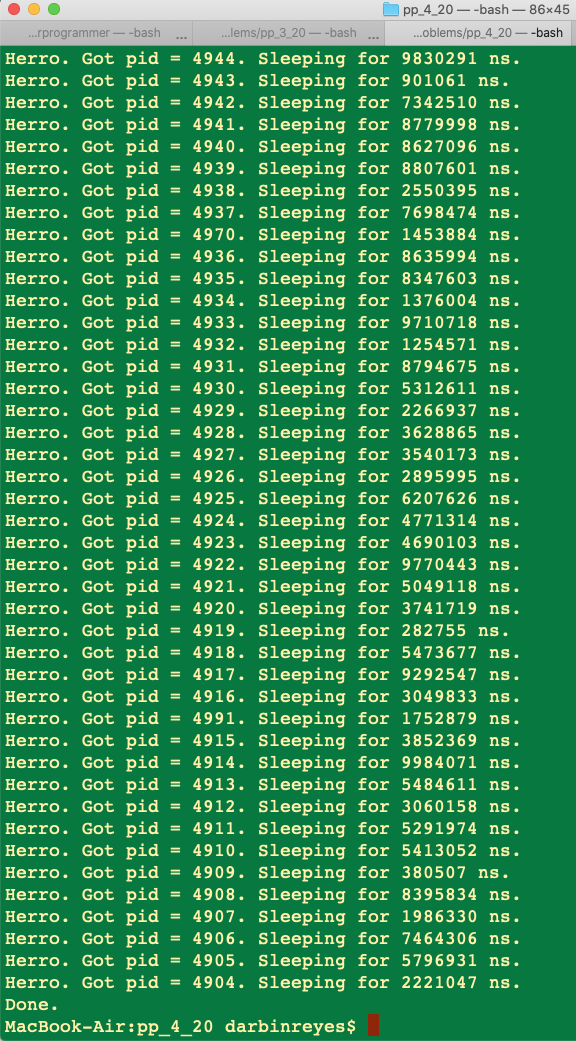 pp_4_20 — -bash — 86×45
...rprogrammer — -bash ... ...lems/pp_3_20 — -bash ... ...oblems/pp_4_20 — -bash
Herro. Got pid = 4944. Sleeping for 9830291 ns.
Herro. Got pid = 4943. Sleeping for 901061 ns.
Herro. Got pid = 4942. Sleeping for 7342510 ns.
Herro. Got pid = 4941. Sleeping for 8779998 ns.
Herro. Got pid = 4940. Sleeping for 8627096 ns.
Herro. Got pid = 4939. Sleeping for 8807601 ns.
Herro. Got pid = 4938. Sleeping for 2550395 ns.
Herro. Got pid = 4937. Sleeping for 7698474 ns.
Herro. Got pid = 4970. Sleeping for 1453884 ns.
Herro. Got pid = 4936. Sleeping for 8635994 ns.
Herro. Got pid = 4935. Sleeping for 8347603 ns.
Herro. Got pid = 4934. Sleeping for 1376004 ns.
Herro. Got pid = 4933. Sleeping for 9710718 ns.
Herro. Got pid = 4932. Sleeping for 1254571 ns.
Herro. Got pid = 4931. Sleeping for 8794675 ns.
Herro. Got pid = 4930. Sleeping for 5312611 ns.
Herro. Got pid = 4929. Sleeping for 2266937 ns.
Herro. Got pid = 4928. Sleeping for 3628865 ns.
Herro. Got pid = 4927. Sleeping for 3540173 ns.
Herro. Got pid = 4926. Sleeping for 2895995 ns.
Herro. Got pid = 4925. Sleeping for 6207626 ns.
Herro. Got pid = 4924. Sleeping for 4771314 ns.
Herro. Got pid = 4923. Sleeping for 4690103 ns.
Herro. Got pid = 4922. Sleeping for 9770443 ns.
Herro. Got pid = 4921. Sleeping for 5049118 ns.
Herro. Got pid = 4920. Sleeping for 3741719 ns.
Herro. Got pid = 4919. Sleeping for 282755 ns.
Herro. Got pid = 4918. Sleeping for 5473677 ns.
Herro. Got pid = 4917. Sleeping for 9292547 ns.
Herro. Got pid = 4916. Sleeping for 3049833 ns.
Herro. Got pid = 4991. Sleeping for 1752879 ns.
Herro. Got pid = 4915. Sleeping for 3852369 ns.
Herro. Got pid = 4914. Sleeping for 9984071 ns.
Herro. Got pid = 4913. Sleeping for 5484611 ns.
Herro. Got pid = 4912. Sleeping for 3060158 ns.
Herro. Got pid = 4911. Sleeping for 5291974 ns.
Herro. Got pid = 4910. Sleeping for 5413052 ns.
Herro. Got pid = 4909. Sleeping for 380507 ns.
Herro. Got pid = 4908. Sleeping for 8395834 ns.
Herro. Got pid = 4907. Sleeping for 1986330 ns.
Herro. Got pid = 4906. Sleeping for 7464306 ns.
Herro. Got pid = 4905. Sleeping for 5796931 ns.
Herro. Got pid = 4904. Sleeping for 2221047 ns.
Done.
MacBook-Air:pp_4_20 darbinreyes$